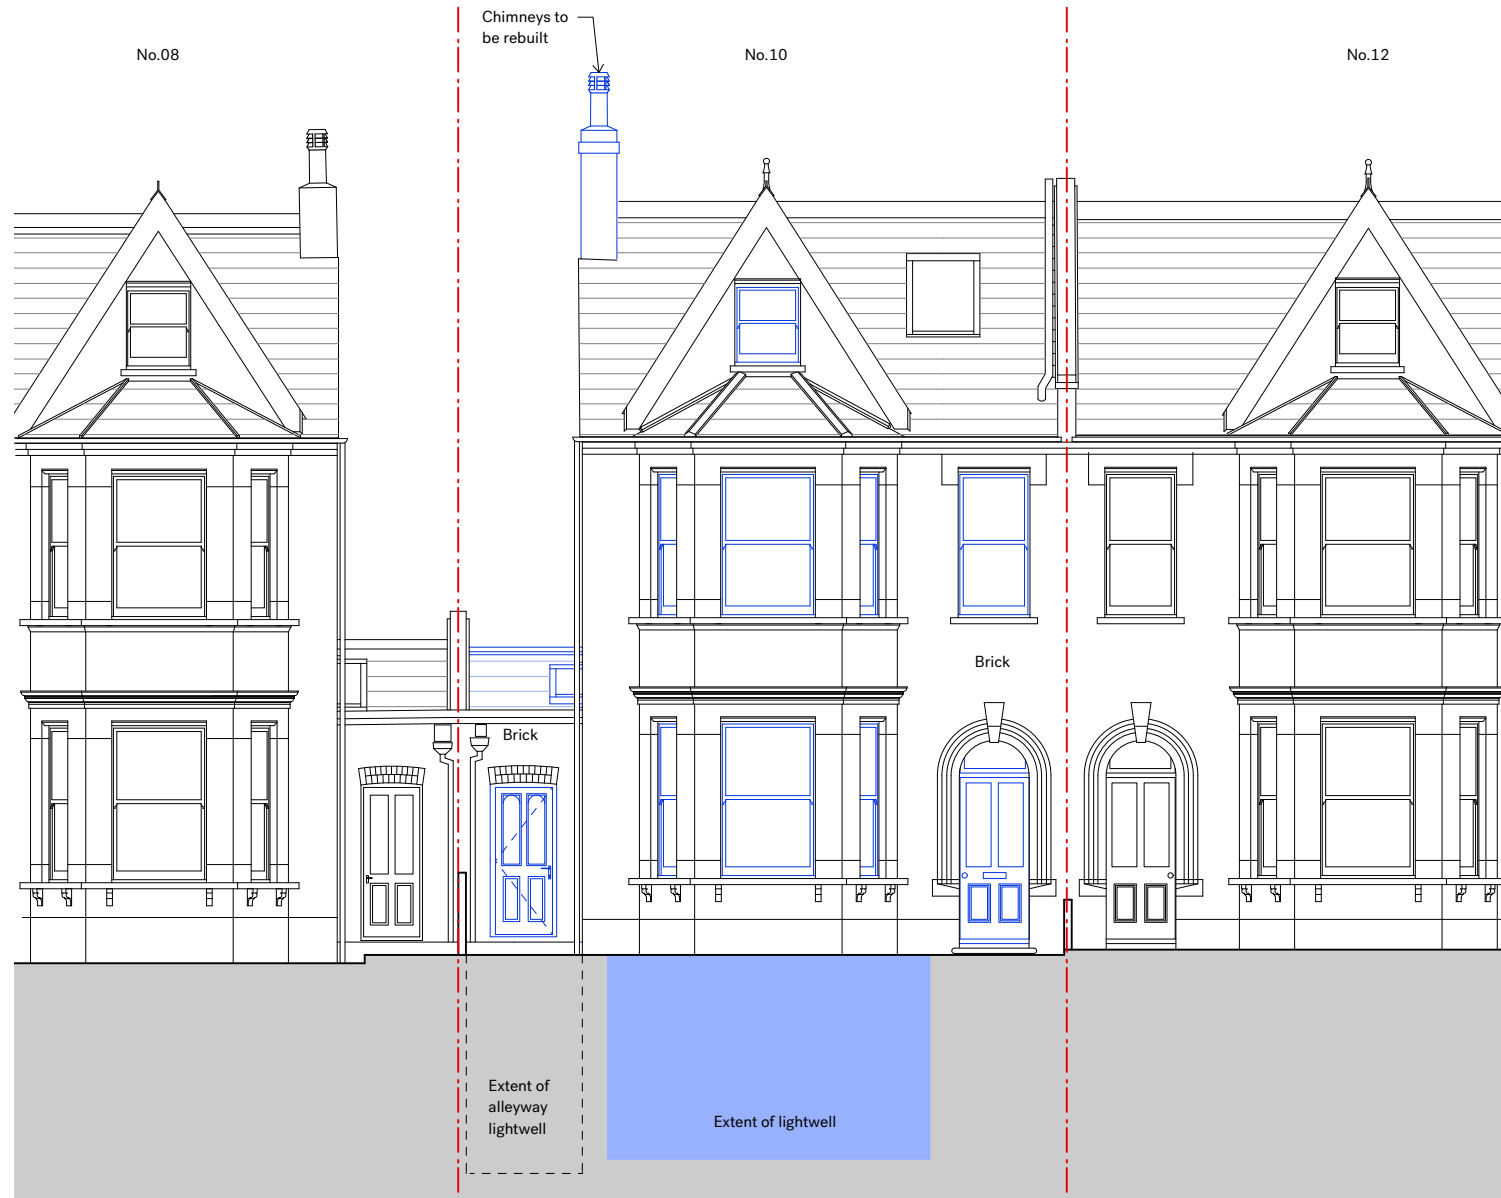 Chimneys to
be rebuilt
No.08
No.10
No.12
Brick
Brick
Extent of
alleyway
lightwell
Extent of lightwell